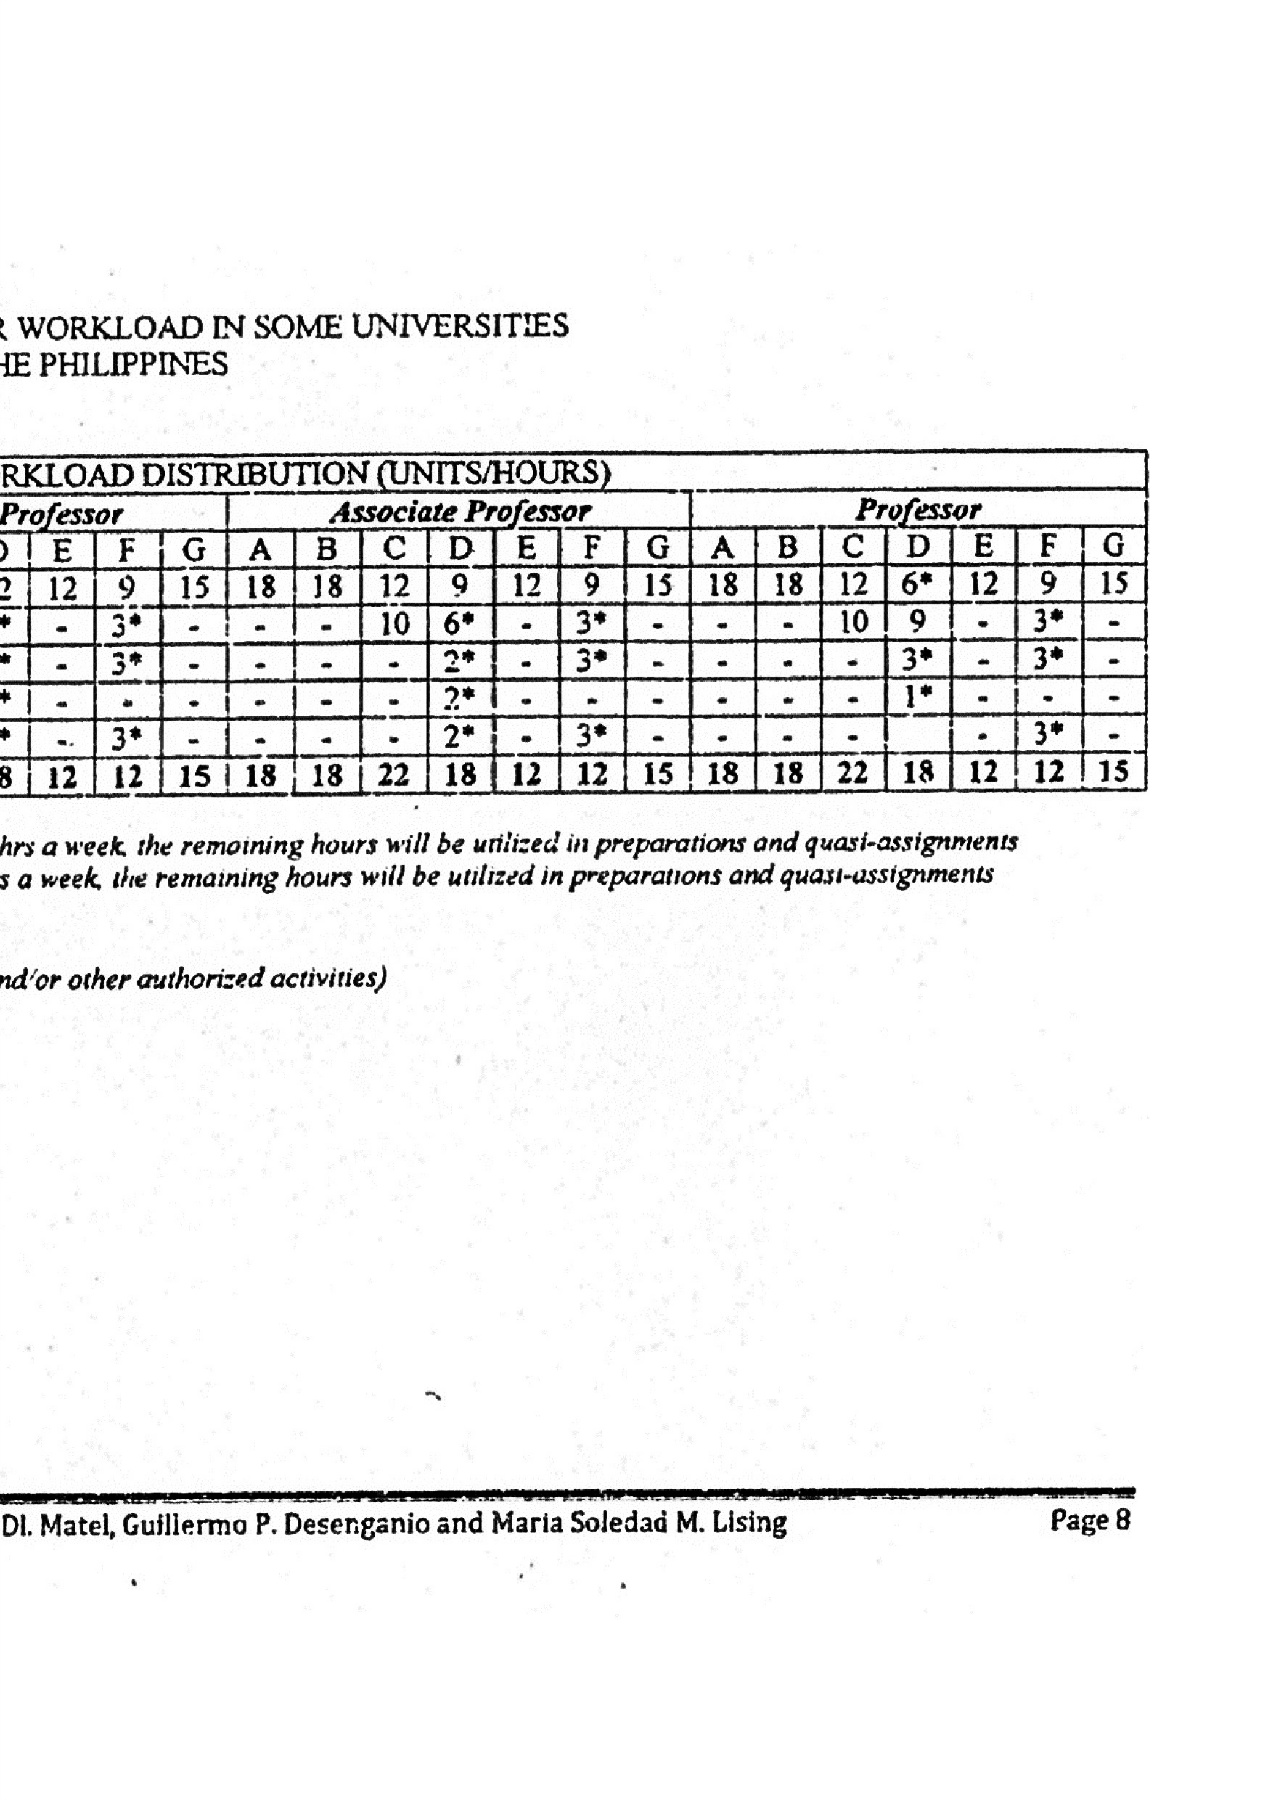 R WORKLOAD IN SOME UNIVERSITIES
HE PHILIPPINES
RKLOAD DISTRIBUTION (UNITS/HOURS)
Professor Associate Professor Professor
D E F G A B C D E F G A B C D E F G
2 12 9 15 18 18 12 9 12 9 15 18 18 12 6* 12 9 15
* - 3* - - - 10 6* - 3* - - - 10 9 - 3* -
* - 3* - - - - 2* - 3* - - - - 3* - 3* -
* - - - - - - 2* - - - - - - 1* - - -
* - 3* - - - - 2* - 3* - - - - - 3* -
8 12 12 15 18 18 22 18 12 12 15 18 18 22 18 12 12 15
hrs a week, the remaining hours will be utilized in preparations and quasi-assignments
s a week, the remaining hours will be utilized in preparations and quasi-assignments
nd/or other authorized activities)
DI. Matel, Guillermo P. Desenganio and Maria Soledad M. Lising Page 8